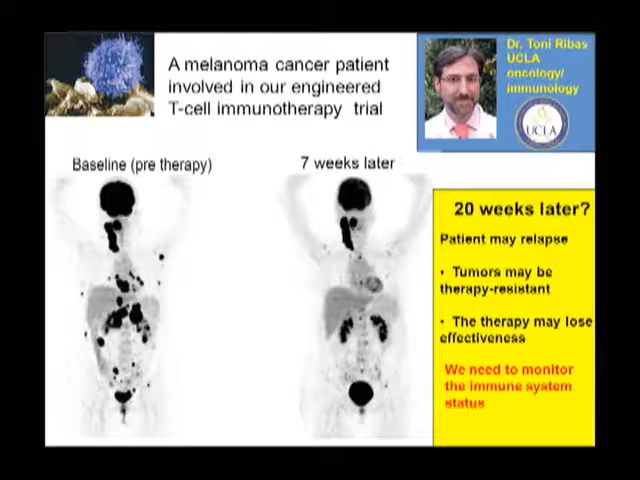 A melanoma cancer patient
involved in our engineered
T-cell immunotherapy trial
Dr. Toni Ribas
UCLA
oncology/
immunology
UCLA
Baseline (pre therapy)
7 weeks later
20 weeks later?
Patient may relapse
• Tumors may be
therapy-resistant
• The therapy may lose
effectiveness
We need to monitor
the immune system
status